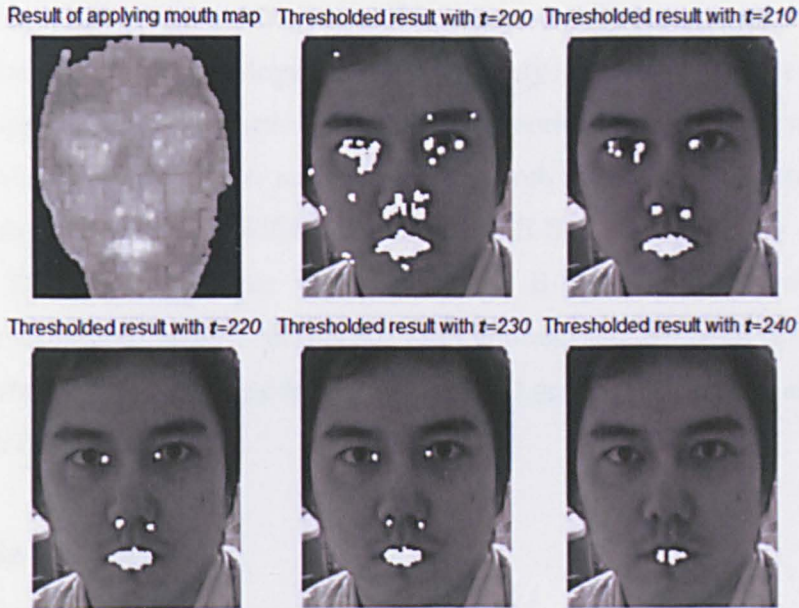 Result of applying mouth map
Thresholded result with t=200
Thresholded result with t=210
Thresholded result with t=220
Thresholded result with t=230
Thresholded result with t=240